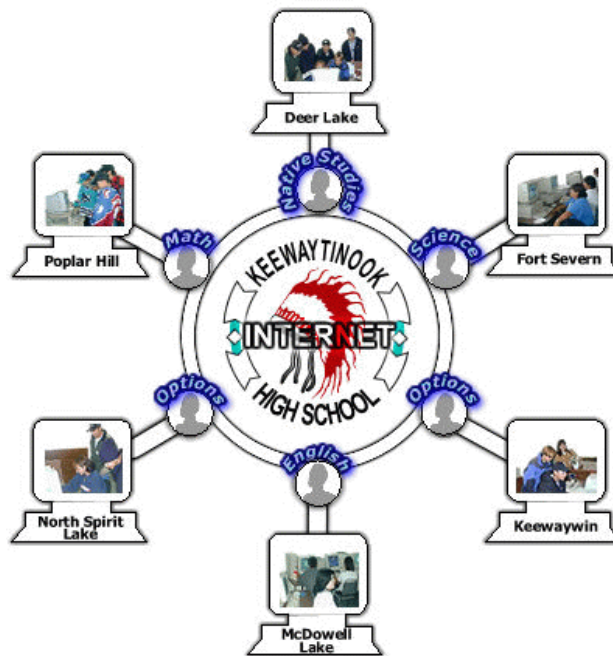 Deer Lake
Native Studies
Math
Science
Poplar Hill
Fort Severn
KEEWAYTINOOK
INTERNET
HIGH SCHOOL
Options
Options
English
North Spirit
Lake
Keewaywin
McDowell
Lake